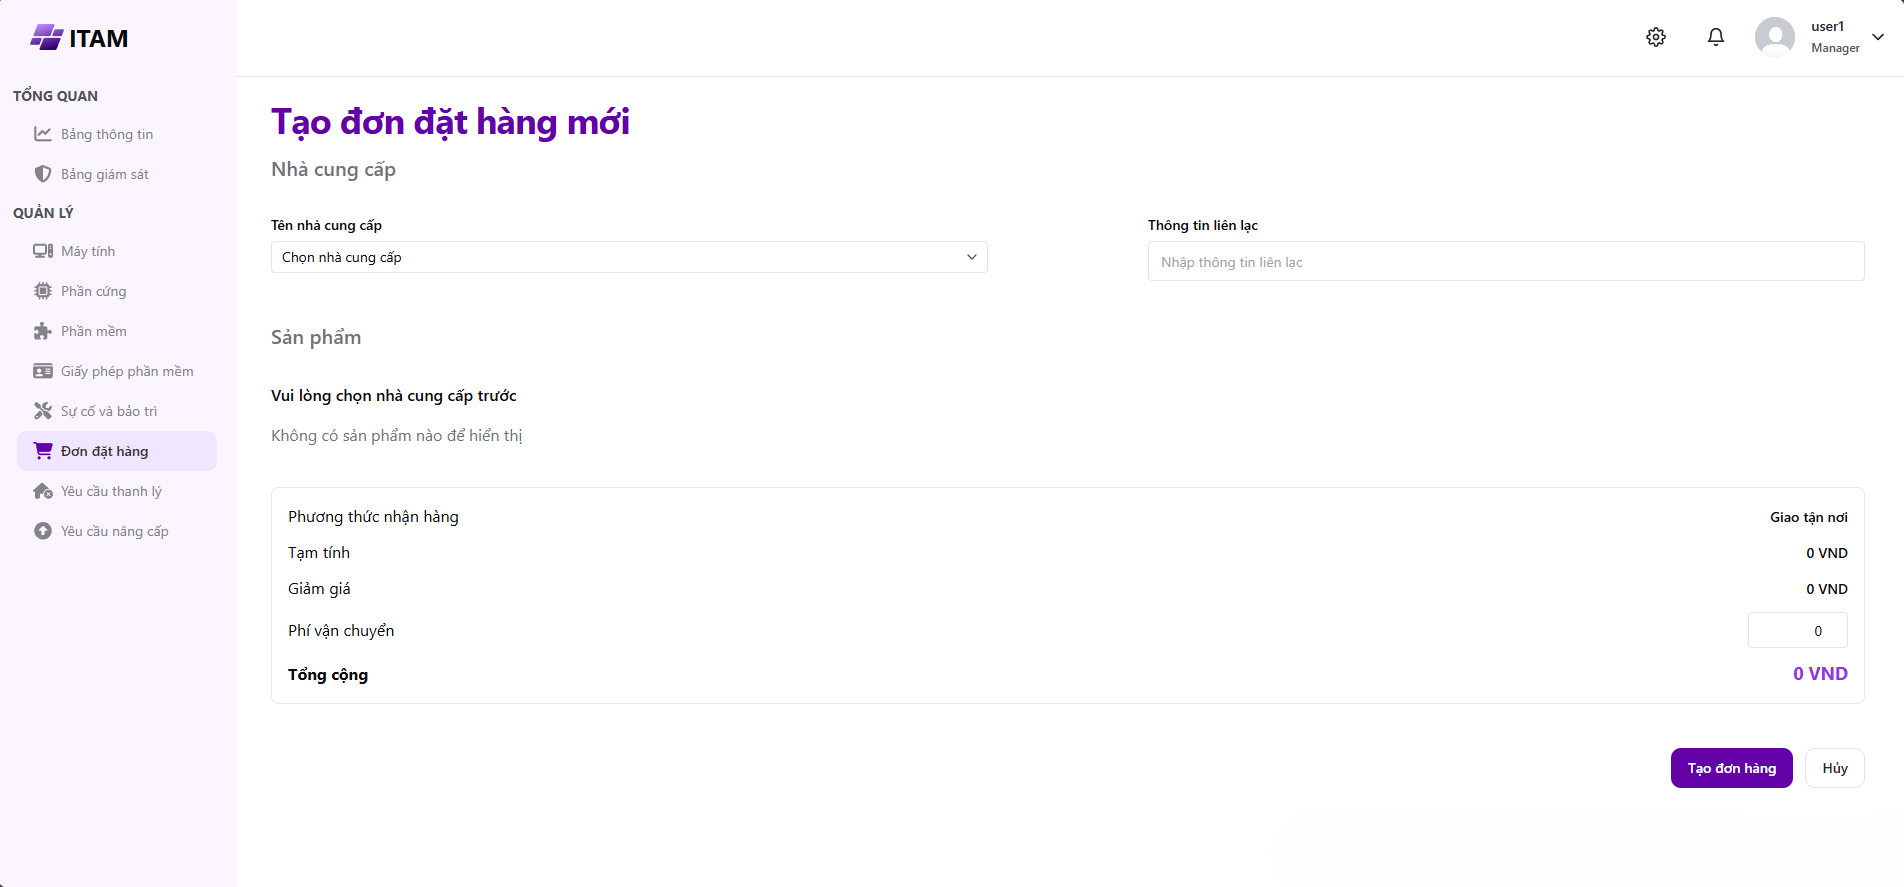 ITAM
user1
Manager
TỔNG QUAN
Bảng thông tin
Bảng giám sát
QUẢN LÝ
Máy tính
Phần cứng
Phần mềm
Giấy phép phần mềm
Sự cố và bảo trì
Đơn đặt hàng
Yêu cầu thanh lý
Yêu cầu nâng cấp
Tạo đơn đặt hàng mới
Nhà cung cấp
Tên nhà cung cấp
Chọn nhà cung cấp
Thông tin liên lạc
Nhập thông tin liên lạc
Sản phẩm
Vui lòng chọn nhà cung cấp trước
Không có sản phẩm nào để hiển thị
Phương thức nhận hàng Giao tận nơi
Tạm tính 0 VND
Giảm giá 0 VND
Phí vận chuyển 0
Tổng cộng 0 VND
Tạo đơn hàng Hủy